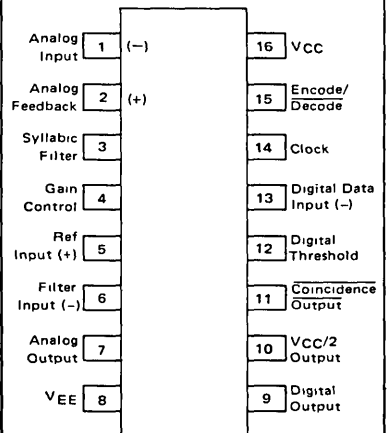 Analog
Input
1
(−)
Analog
Feedback
2
(+)
Syllabic
Filter
3
Gain
Control
4
Ref
Input (+)
5
Filter
Input (−)
6
Analog
Output
7
VEE
8
16
VCC
15
Encode/
Decode
14
Clock
13
Digital Data
Input (−)
12
Digital
Threshold
11
Coincidence
Output
10
VCC/2
Output
9
Digital
Output